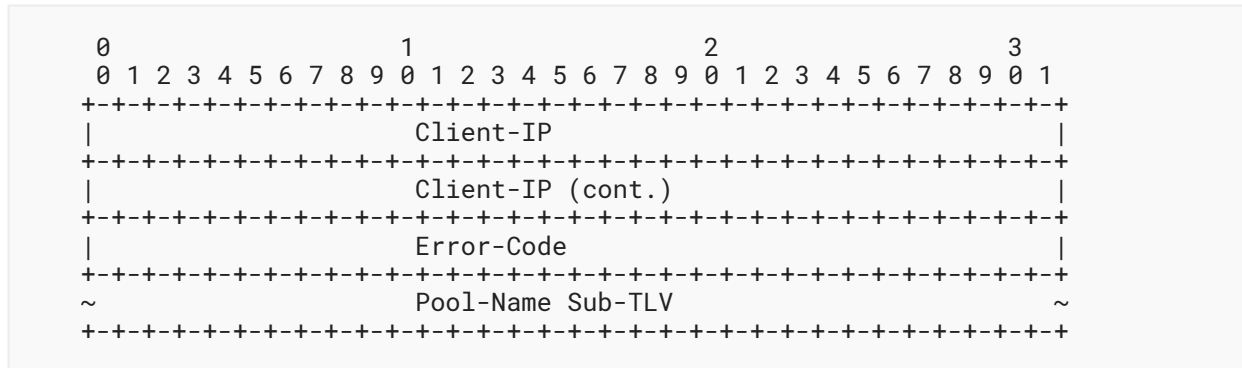 0                   1                   2                   3
 0 1 2 3 4 5 6 7 8 9 0 1 2 3 4 5 6 7 8 9 0 1 2 3 4 5 6 7 8 9 0 1
+-+-+-+-+-+-+-+-+-+-+-+-+-+-+-+-+-+-+-+-+-+-+-+-+-+-+-+-+-+-+-+-+
|                     Client-IP                                 |
+-+-+-+-+-+-+-+-+-+-+-+-+-+-+-+-+-+-+-+-+-+-+-+-+-+-+-+-+-+-+-+-+
|                     Client-IP (cont.)                         |
+-+-+-+-+-+-+-+-+-+-+-+-+-+-+-+-+-+-+-+-+-+-+-+-+-+-+-+-+-+-+-+-+
|                     Error-Code                                |
+-+-+-+-+-+-+-+-+-+-+-+-+-+-+-+-+-+-+-+-+-+-+-+-+-+-+-+-+-+-+-+-+
~                     Pool-Name Sub-TLV                         ~
+-+-+-+-+-+-+-+-+-+-+-+-+-+-+-+-+-+-+-+-+-+-+-+-+-+-+-+-+-+-+-+-+